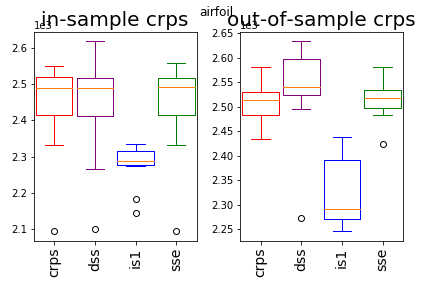 airfoil
in-sample crps
1e3
2.6
2.5
2.4
2.3
2.2
2.1
crps
dss
is1
sse
out-of-sample crps
1e3
2.65
2.60
2.55
2.50
2.45
2.40
2.35
2.30
2.25
crps
dss
is1
sse